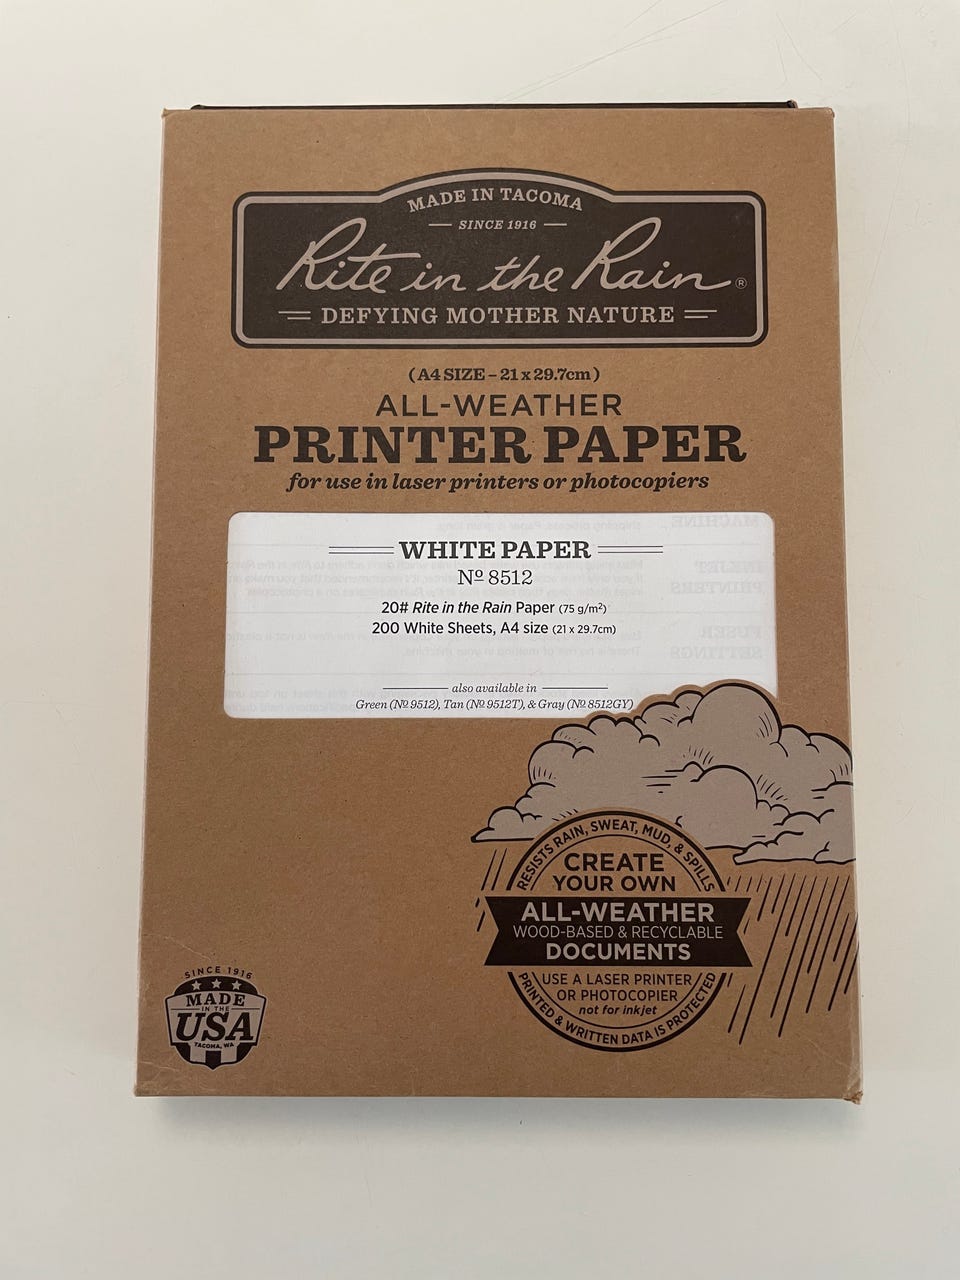 MADE IN TACOMA
SINCE 1916
Rite in the Rain®
DEFYING MOTHER NATURE
(A4 SIZE – 21 x 29.7cm)
ALL-WEATHER
PRINTER PAPER
for use in laser printers or photocopiers
WHITE PAPER
Nº 8512
20# Rite in the Rain Paper (75 g/m²)
200 White Sheets, A4 size (21 x 29.7cm)
also available in
Green (Nº 9512), Tan (Nº 9512T), & Gray (Nº 8512GY)
RESISTS RAIN, SWEAT, MUD, & SPILLS
CREATE
YOUR OWN
ALL-WEATHER
WOOD-BASED & RECYCLABLE
DOCUMENTS
USE A LASER PRINTER
OR PHOTOCOPIER
not for inkjet
PRINTED & WRITTEN DATA IS PROTECTED
SINCE 1916
MADE
IN THE
USA
TACOMA, WA
MACHINE
INKJET
PRINTERS
FUSER
SETTINGS